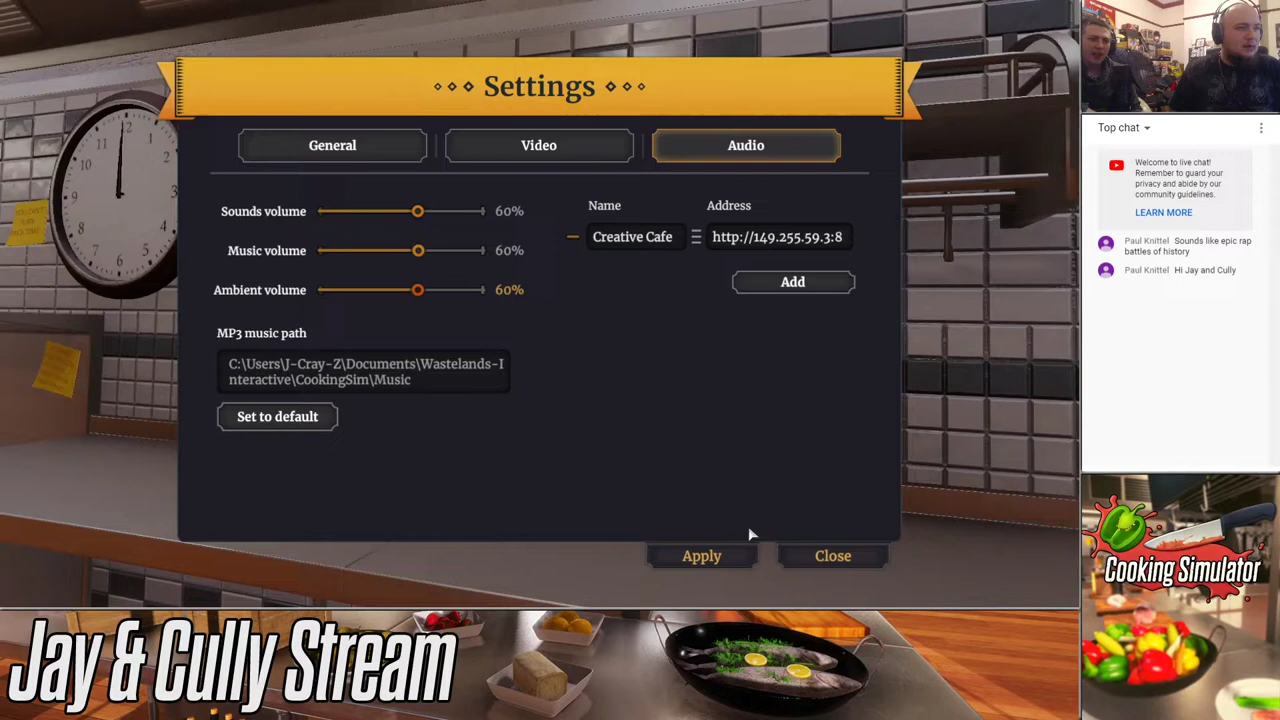 Settings
General
Video
Audio
Sounds volume
60%
Music volume
60%
Ambient volume
60%
MP3 music path
C:\Users\J-Cray-Z\Documents\Wastelands-I
nteractive\CookingSim\Music
Set to default
Name
Address
Creative Cafe
http://149.255.59.3:8
Add
Apply
Close
Top chat
Welcome to live chat!
Remember to guard your
privacy and abide by our
community guidelines.
LEARN MORE
Paul Knittel Sounds like epic rap
battles of history
Paul Knittel Hi Jay and Cully
Cooking Simulator
Jay & Cully Stream